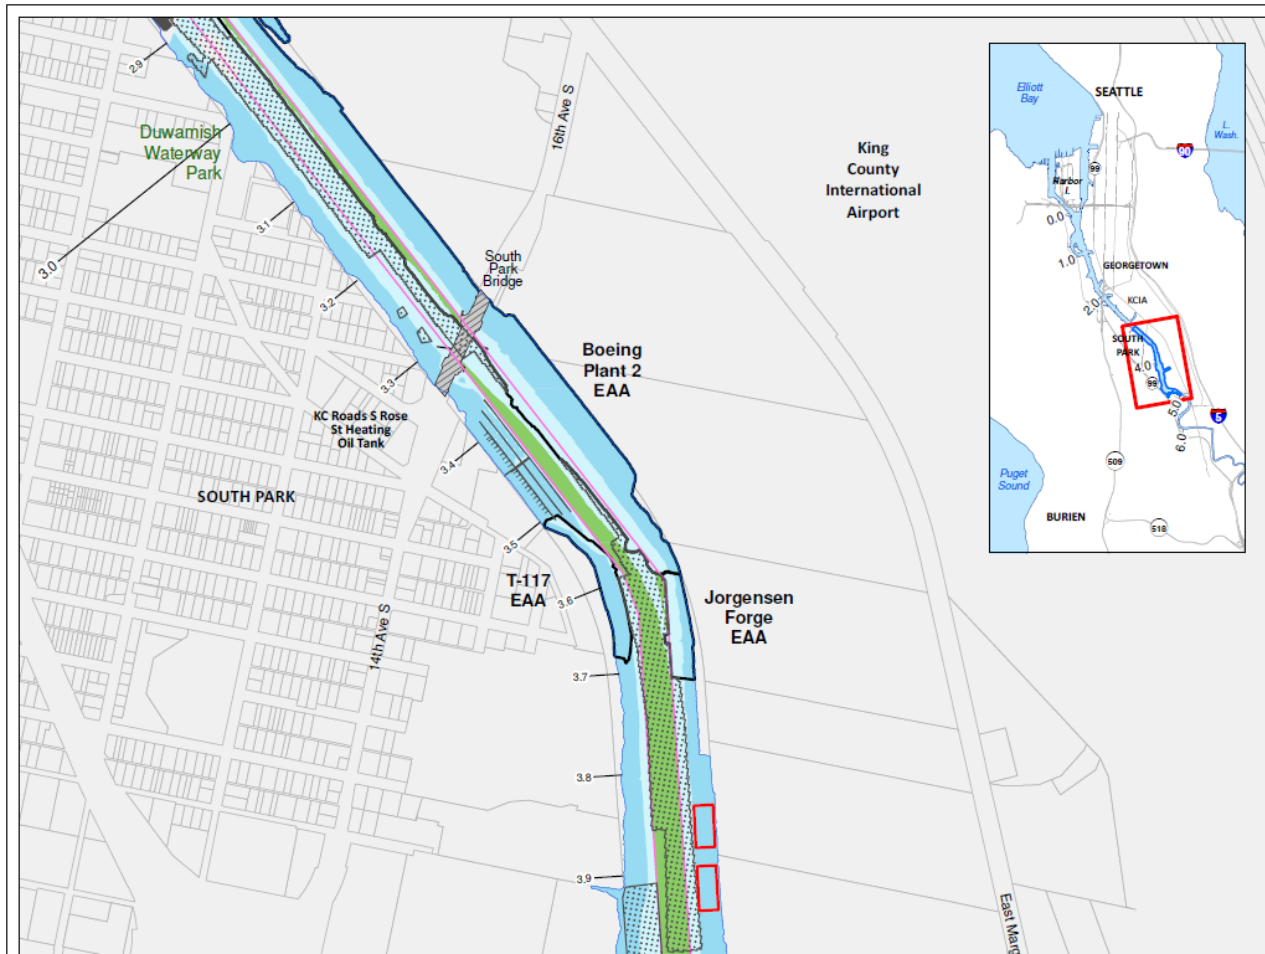 2.9
Duwamish
Waterway
Park
3.0
3.1
3.2
3.3
16th Ave S
South
Park
Bridge
King
County
International
Airport
Boeing
Plant 2
EAA
KC Roads S Rose
St Heating
Oil Tank
3.4
SOUTH PARK
3.5
T-117
EAA
3.6
Jorgensen
Forge
EAA
14th Ave S
3.7
3.8
3.9
East Marg
Elliott
Bay
SEATTLE
L.
Wash.
90
99
Harbor
I.
0.0
1.0
GEORGETOWN
2.0
KCIA
SOUTH
PARK
4.0
99
5.0
5
6.0
509
Puget
Sound
BURIEN
518